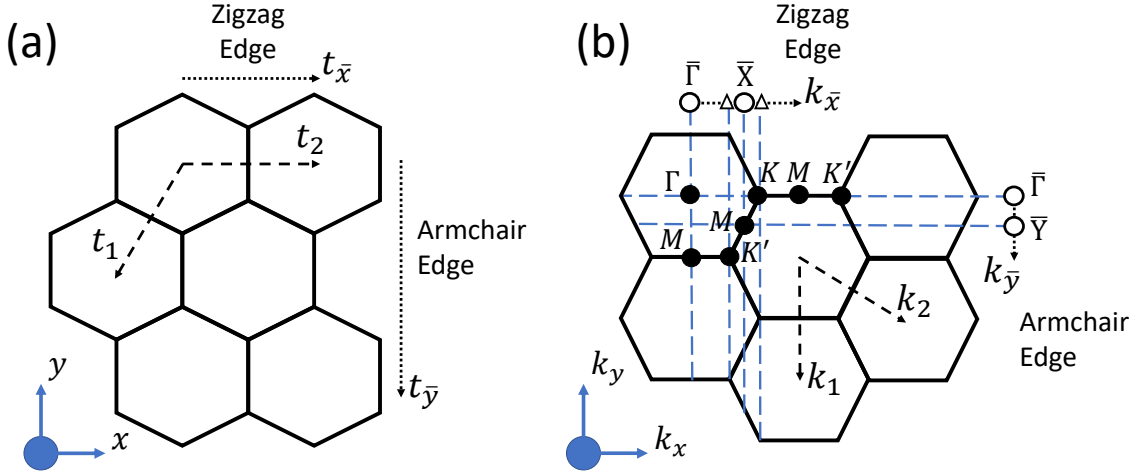 (a)
Zigzag
Edge
t_x̄
t_2
t_1
Armchair
Edge
t_ȳ
y
x
(b)
Zigzag
Edge
Γ̄
X̄
k_x̄
Γ
K
M
K′
Γ̄
M
Ȳ
M
K′
k_ȳ
k_2
Armchair
Edge
k_1
k_y
k_x